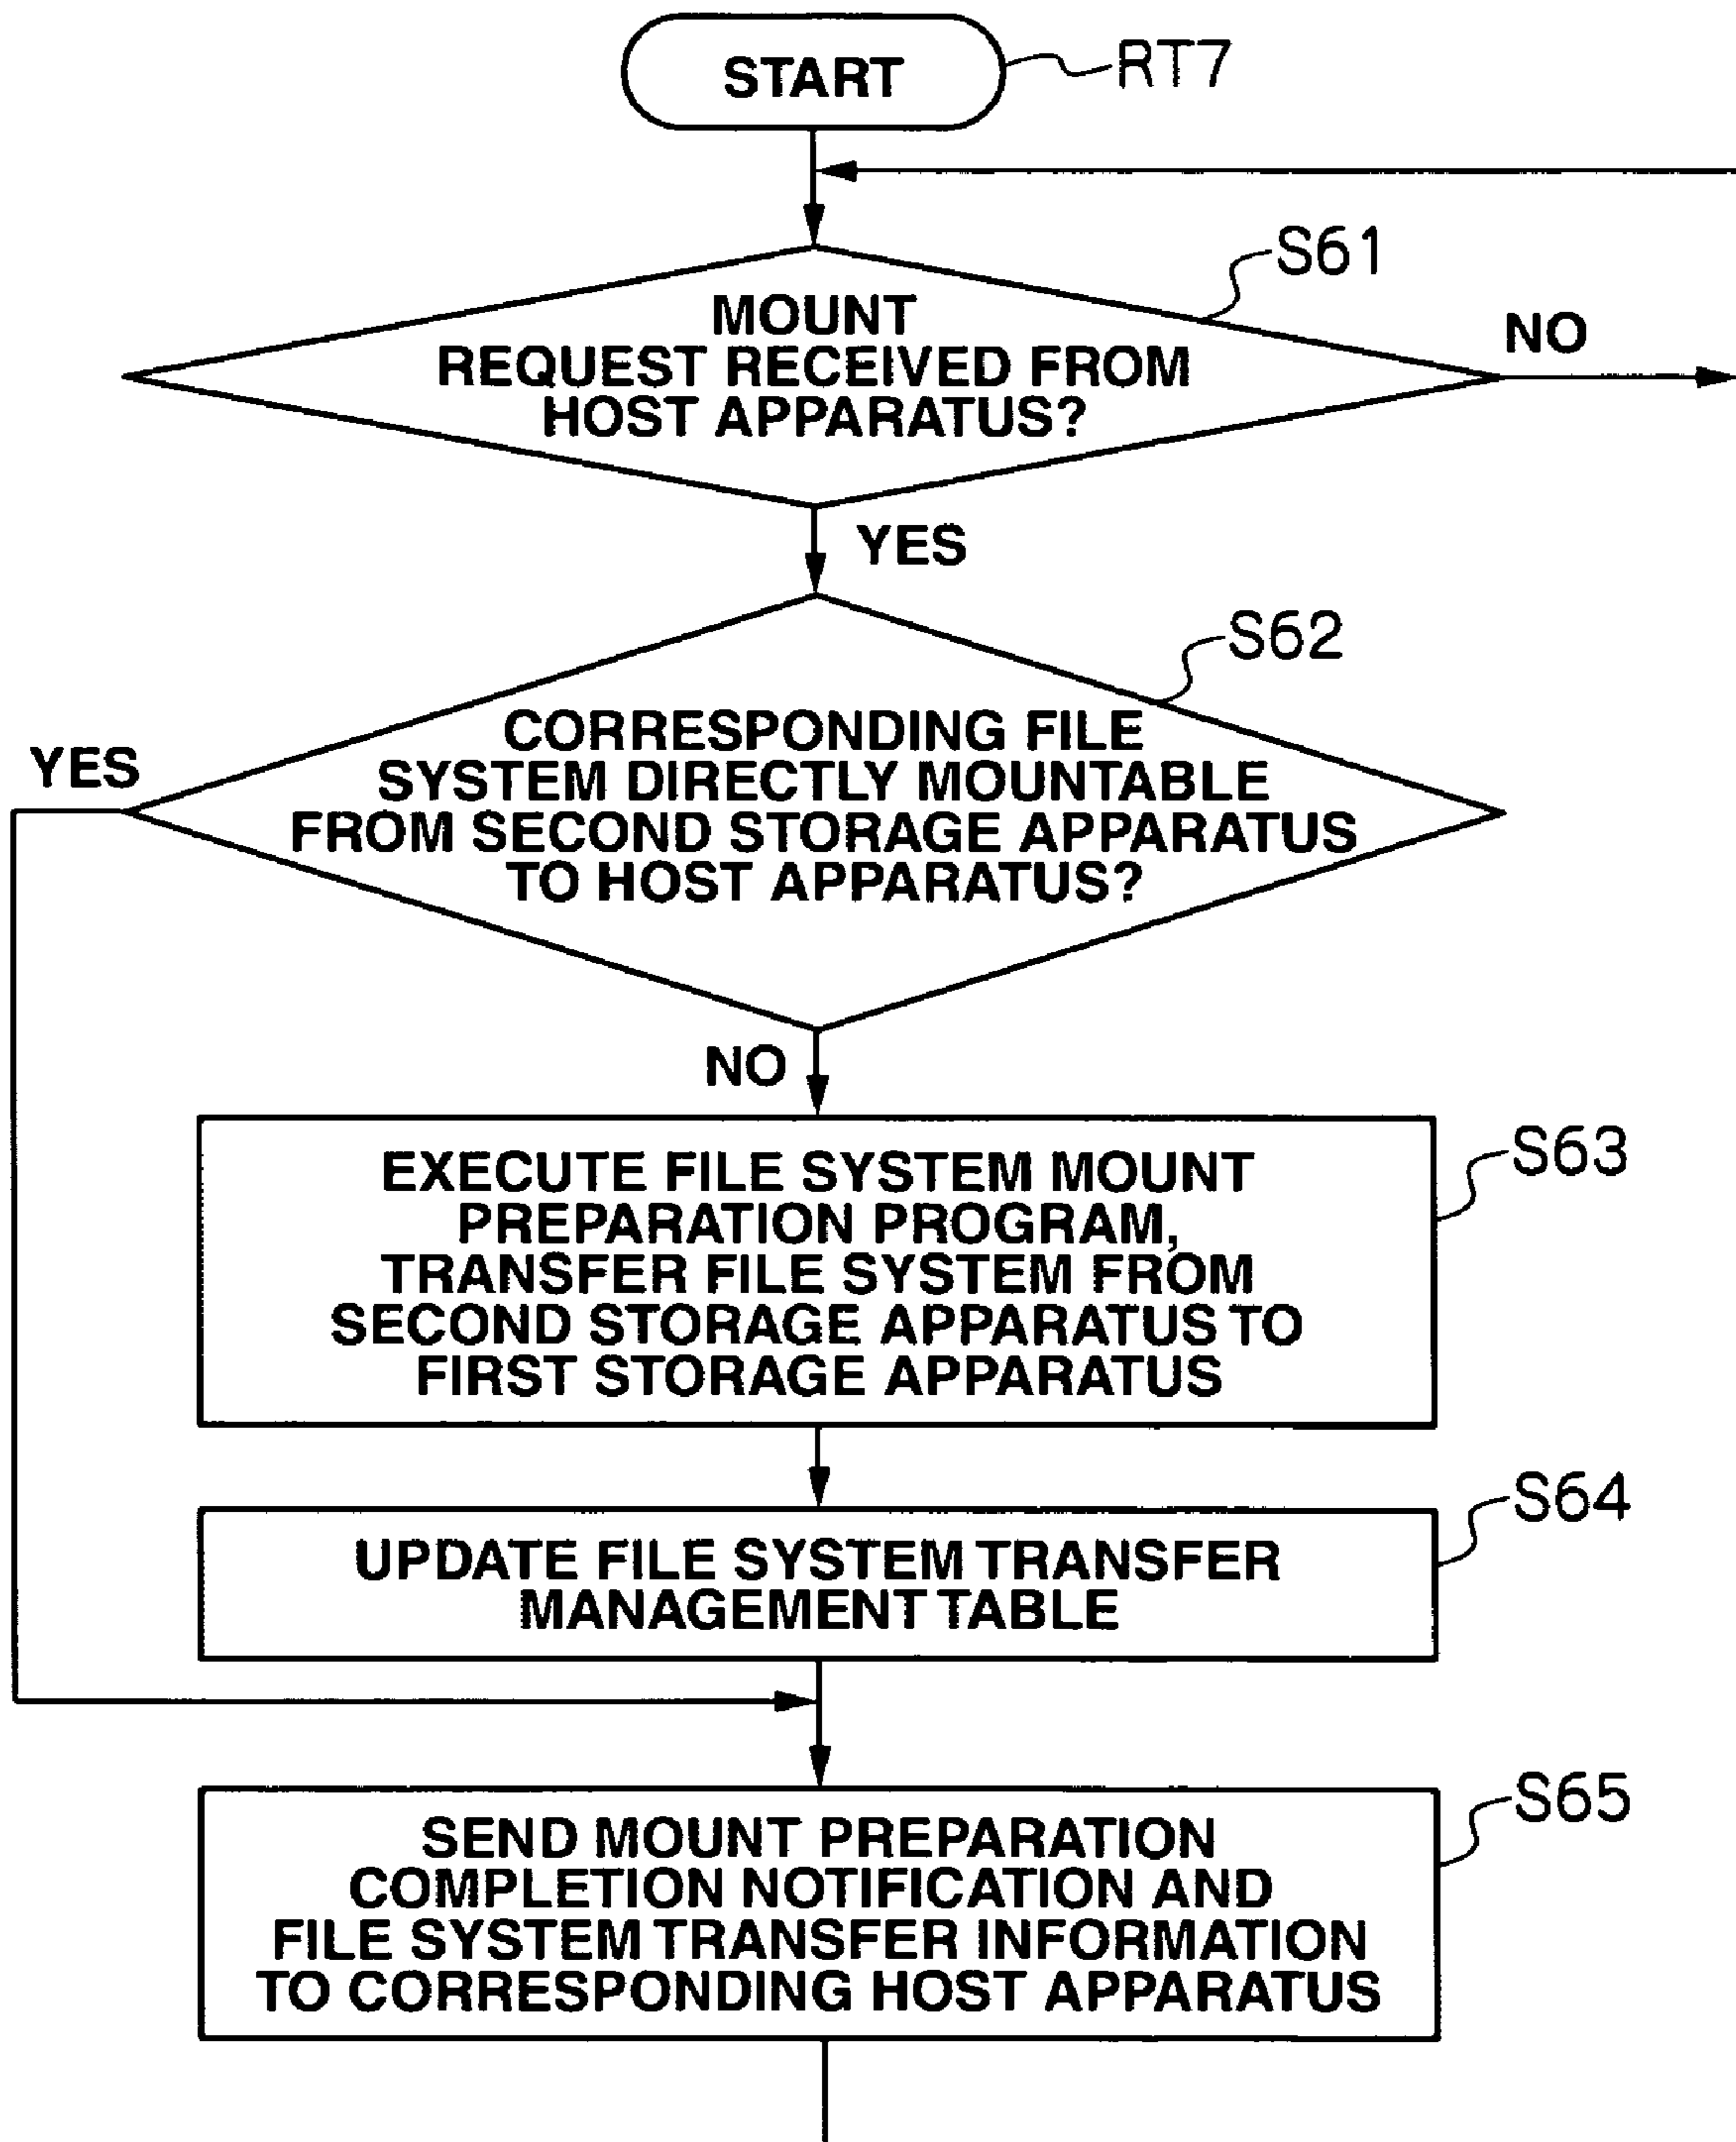 START
RT7
S61
MOUNT
REQUEST RECEIVED FROM
HOST APPARATUS?
NO
YES
S62
CORRESPONDING FILE
SYSTEM DIRECTLY MOUNTABLE
FROM SECOND STORAGE APPARATUS
TO HOST APPARATUS?
YES
NO
S63
EXECUTE FILE SYSTEM MOUNT
PREPARATION PROGRAM,
TRANSFER FILE SYSTEM FROM
SECOND STORAGE APPARATUS TO
FIRST STORAGE APPARATUS
S64
UPDATE FILE SYSTEM TRANSFER
MANAGEMENT TABLE
S65
SEND MOUNT PREPARATION
COMPLETION NOTIFICATION AND
FILE SYSTEM TRANSFER INFORMATION
TO CORRESPONDING HOST APPARATUS